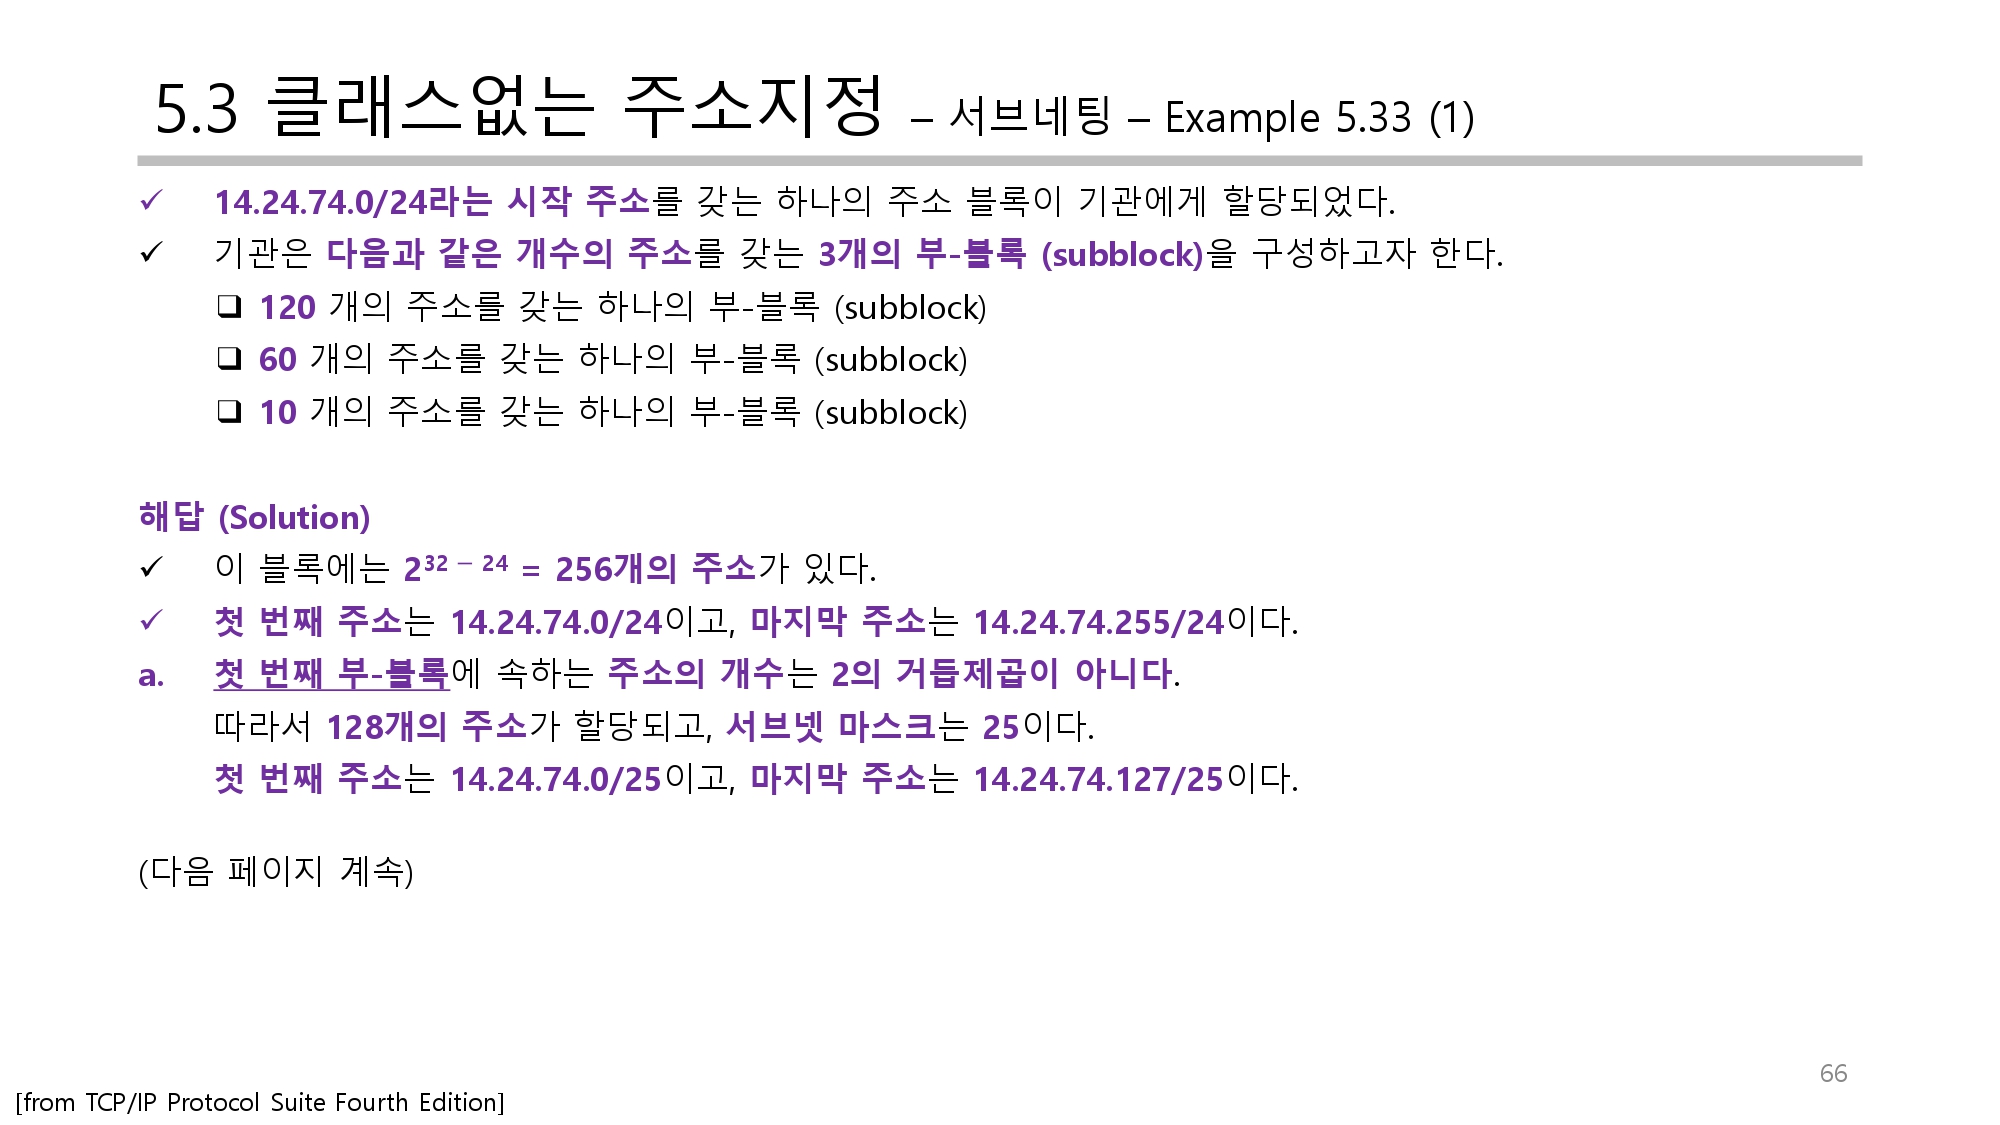 5.3 클래스없는 주소지정 – 서브네팅 – Example 5.33 (1)
✓ 14.24.74.0/24라는 시작 주소를 갖는 하나의 주소 블록이 기관에게 할당되었다.
✓ 기관은 다음과 같은 개수의 주소를 갖는 3개의 부-블록 (subblock)을 구성하고자 한다.
❑ 120 개의 주소를 갖는 하나의 부-블록 (subblock)
❑ 60 개의 주소를 갖는 하나의 부-블록 (subblock)
❑ 10 개의 주소를 갖는 하나의 부-블록 (subblock)
해답 (Solution)
✓ 이 블록에는 2³² ⁻ ²⁴ = 256개의 주소가 있다.
✓ 첫 번째 주소는 14.24.74.0/24이고, 마지막 주소는 14.24.74.255/24이다.
a. 첫 번째 부-블록에 속하는 주소의 개수는 2의 거듭제곱이 아니다.
따라서 128개의 주소가 할당되고, 서브넷 마스크는 25이다.
첫 번째 주소는 14.24.74.0/25이고, 마지막 주소는 14.24.74.127/25이다.
(다음 페이지 계속)
66
[from TCP/IP Protocol Suite Fourth Edition]